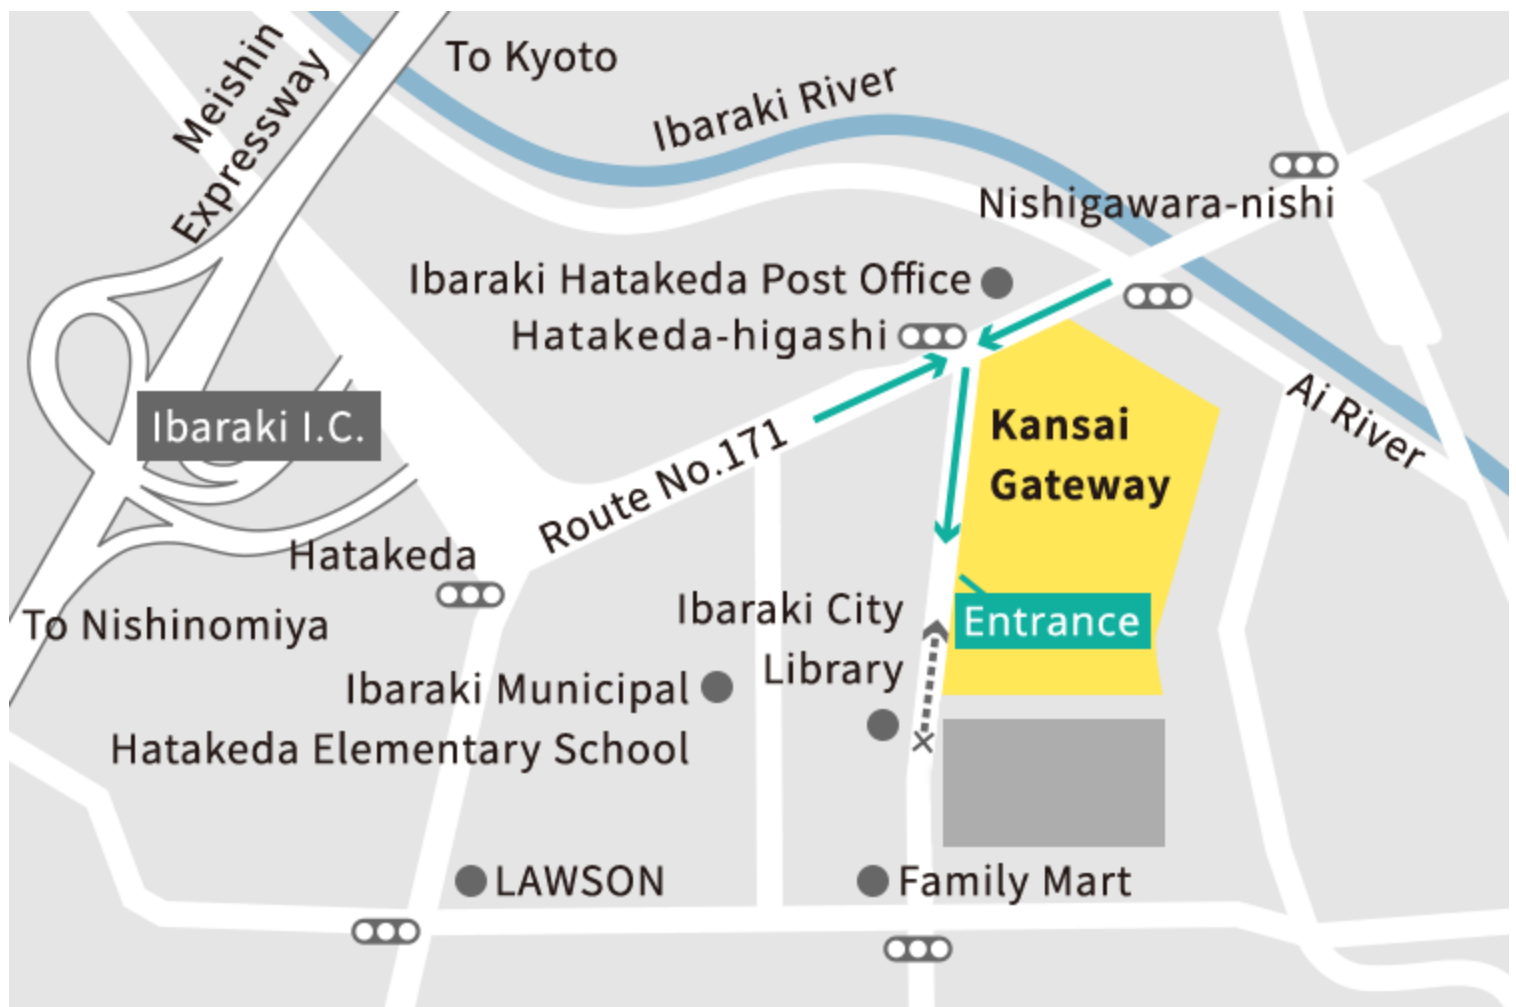 To Kyoto
Meishin
Expressway
Ibaraki River
Nishigawara-nishi
Ibaraki Hatakeda Post Office
Hatakeda-higashi
Ai River
Ibaraki I.C.
Kansai
Gateway
Route No.171
Hatakeda
To Nishinomiya
Ibaraki City
Library
Entrance
Ibaraki Municipal
Hatakeda Elementary School
LAWSON
Family Mart